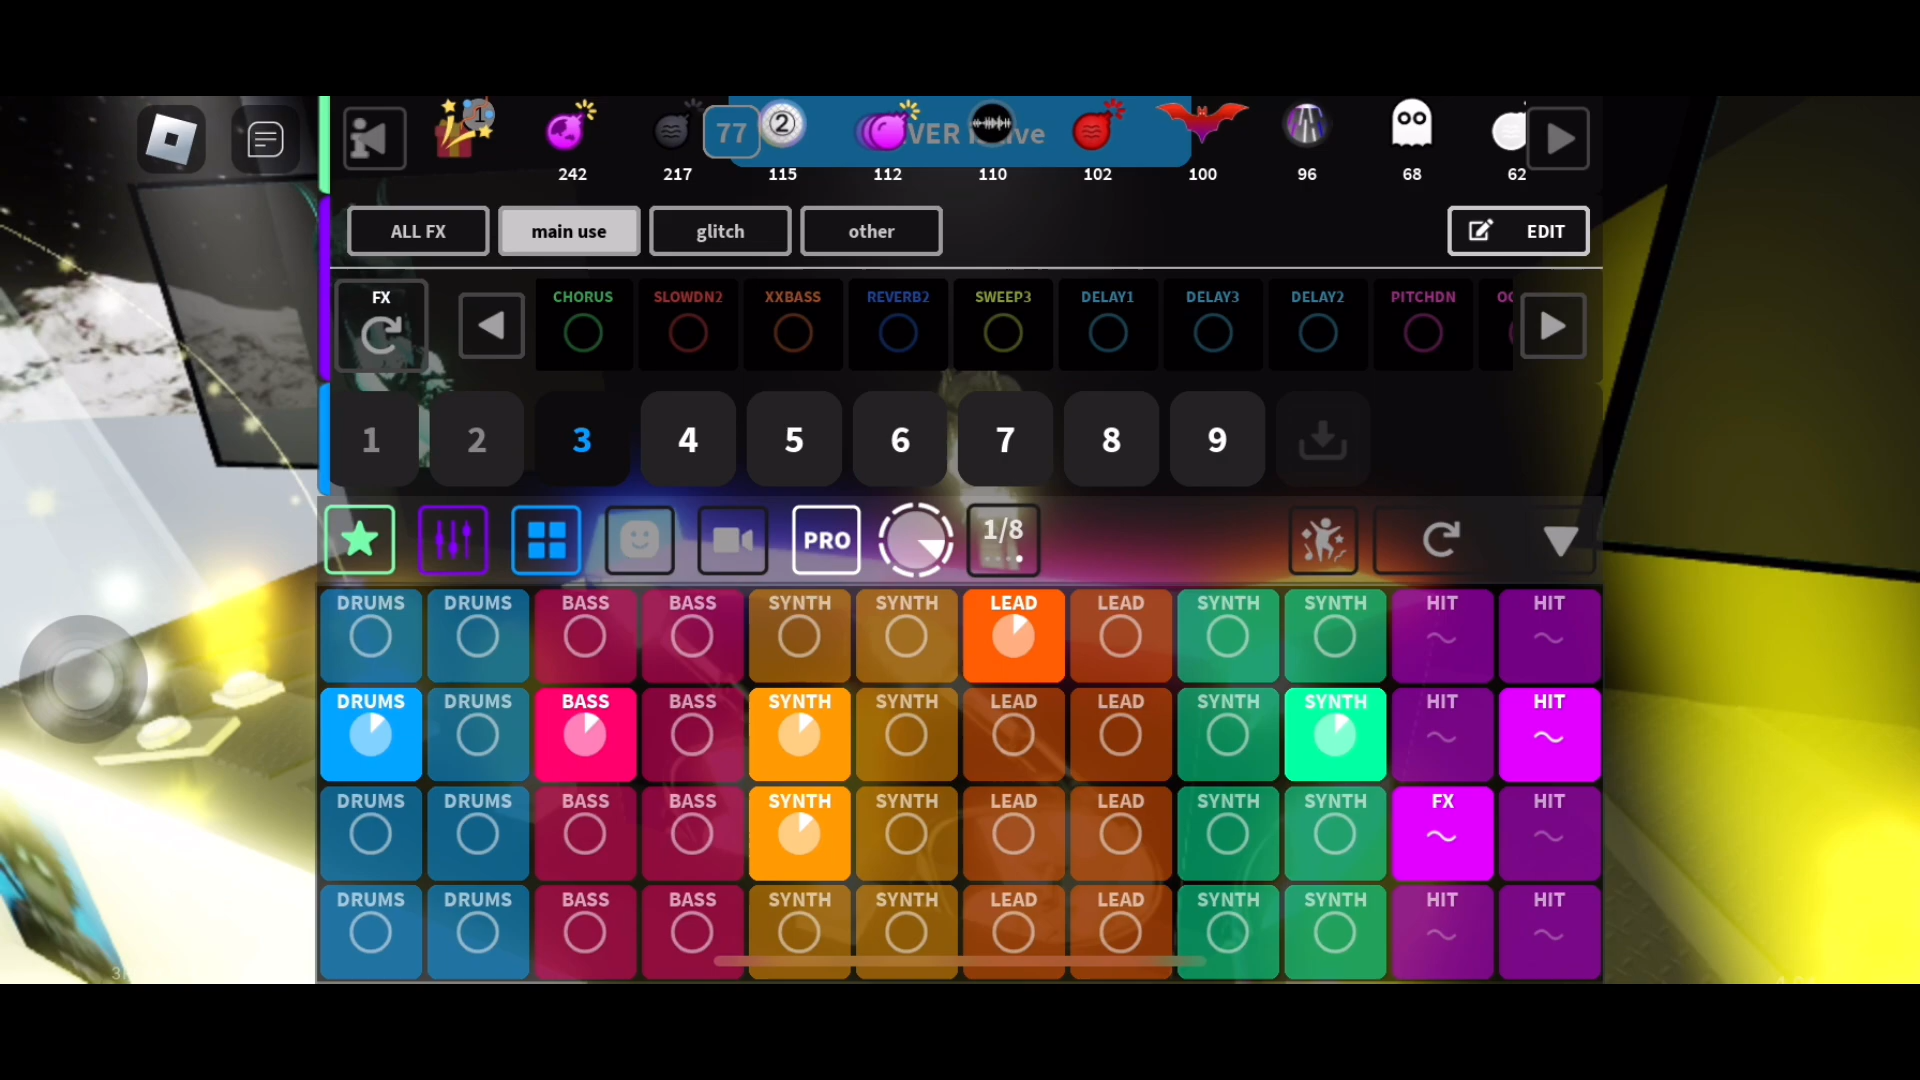 1 77 2 VER live
242 217 115 112 110 102 100 96 68 62
ALL FX main use glitch other EDIT
FX CHORUS SLOWDN2 XXBASS REVERB2 SWEEP3 DELAY1 DELAY3 DELAY2 PITCHDN
1 2 3 4 5 6 7 8 9
PRO 1/8
DRUMS DRUMS BASS BASS SYNTH SYNTH LEAD LEAD SYNTH SYNTH HIT HIT
DRUMS DRUMS BASS BASS SYNTH SYNTH LEAD LEAD SYNTH SYNTH HIT HIT
DRUMS DRUMS BASS BASS SYNTH SYNTH LEAD LEAD SYNTH SYNTH FX HIT
DRUMS DRUMS BASS BASS SYNTH SYNTH LEAD LEAD SYNTH SYNTH HIT HIT